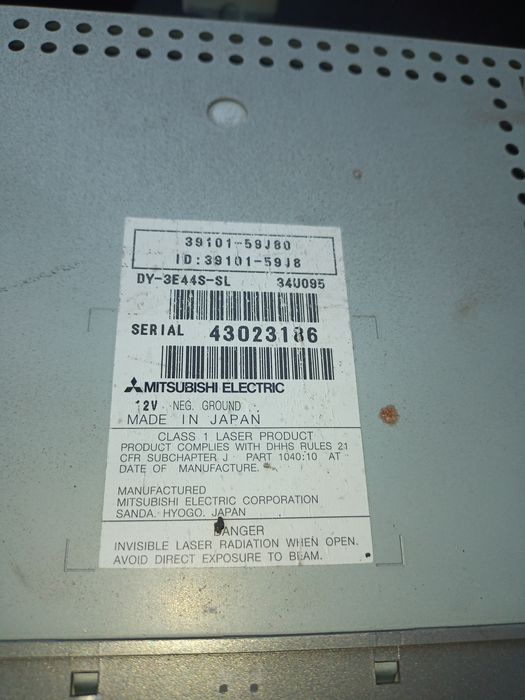 39101-59J80
ID:39101-59J8
DY-3E44S-SL 34U095
SERIAL 43023186
MITSUBISHI ELECTRIC
12V NEG. GROUND
MADE IN JAPAN
CLASS 1 LASER PRODUCT
PRODUCT COMPLIES WITH DHHS RULES 21
CFR SUBCHAPTER J PART 1040:10 AT
DATE OF MANUFACTURE.
MANUFACTURED
MITSUBISHI ELECTRIC CORPORATION
SANDA. HYOGO. JAPAN
DANGER
INVISIBLE LASER RADIATION WHEN OPEN.
AVOID DIRECT EXPOSURE TO BEAM.